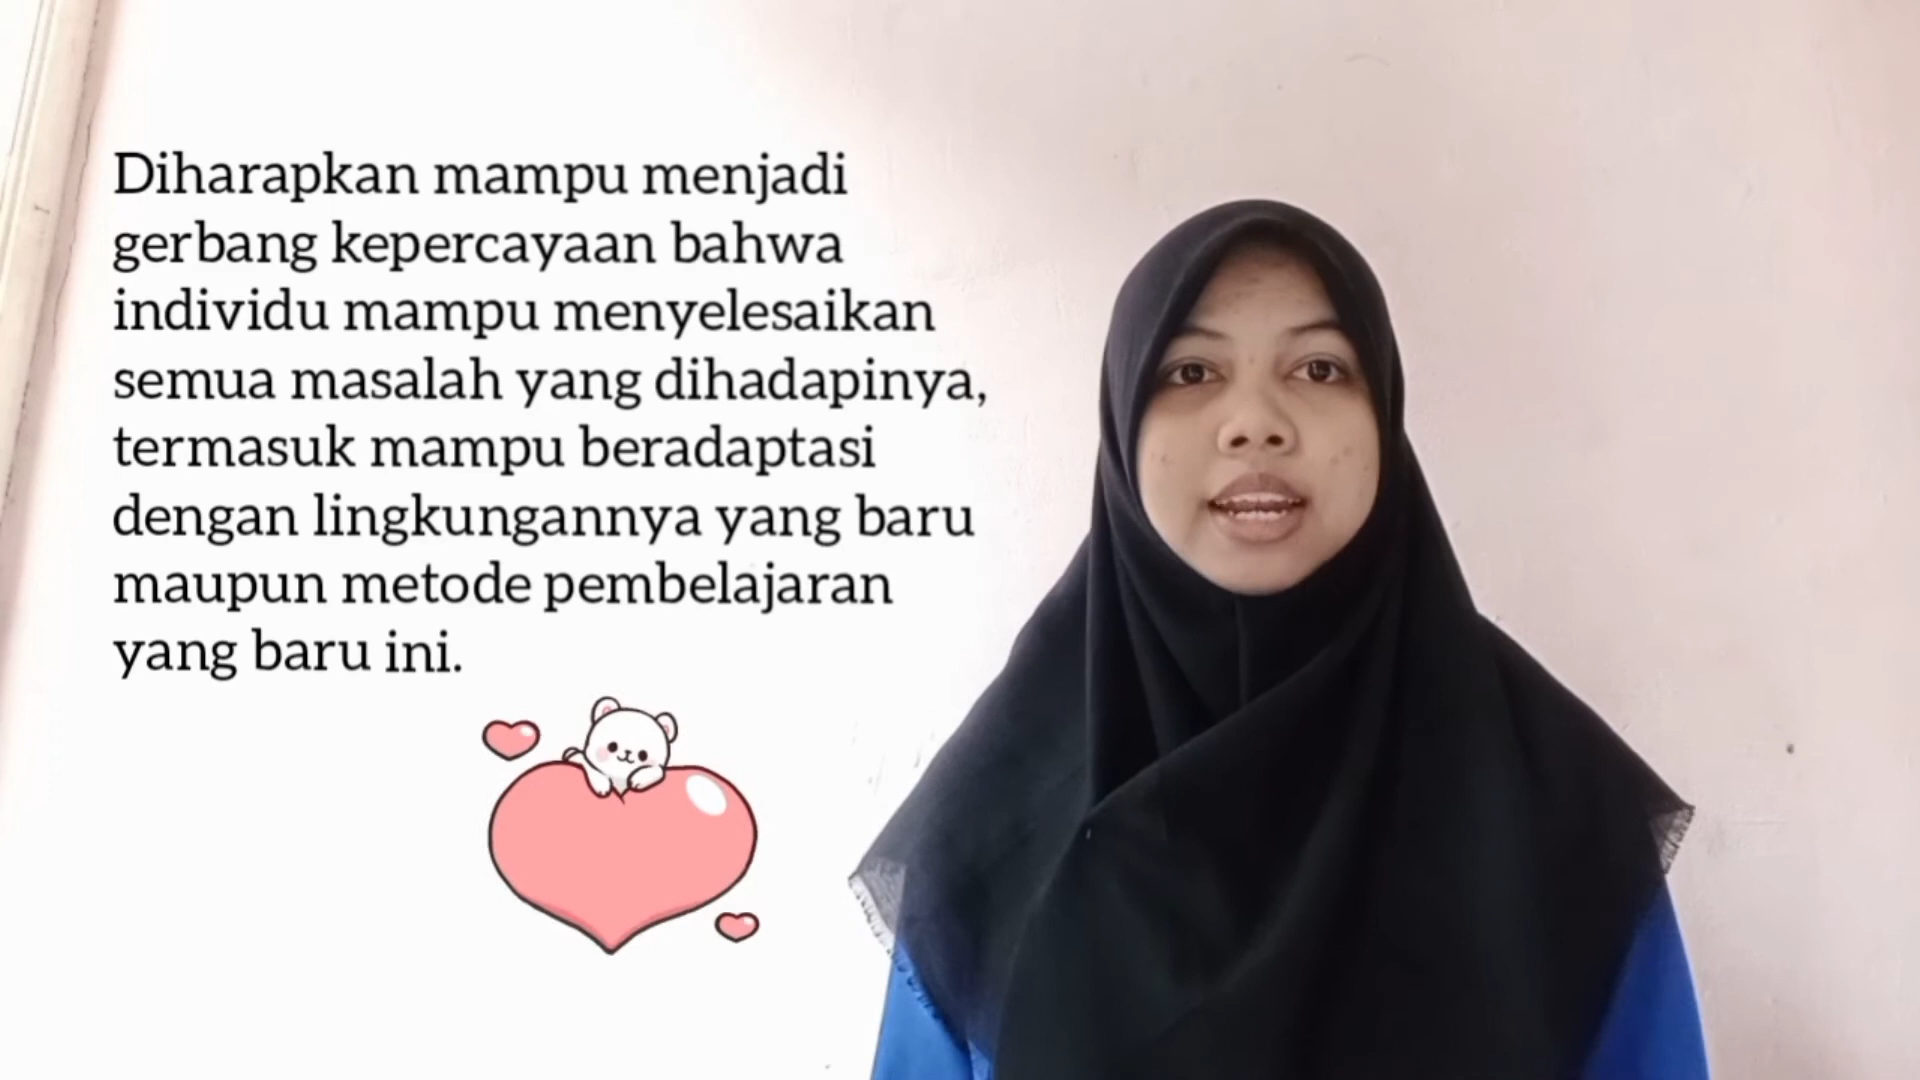 Diharapkan mampu menjadi
gerbang kepercayaan bahwa
individu mampu menyelesaikan
semua masalah yang dihadapinya,
termasuk mampu beradaptasi
dengan lingkungannya yang baru
maupun metode pembelajaran
yang baru ini.